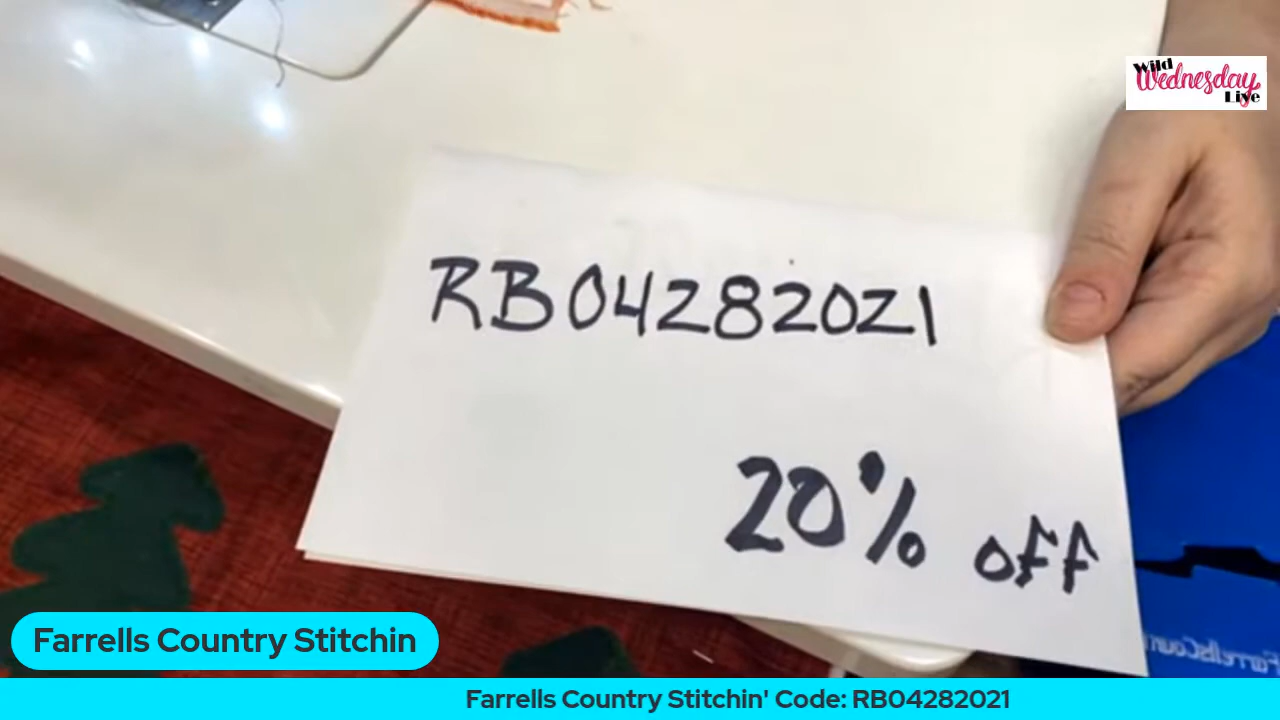 Wild
Wednesday
Live
RB04282021
20% off
Farrells Country Stitchin
Farrells Country Stitchin' Code: RB04282021